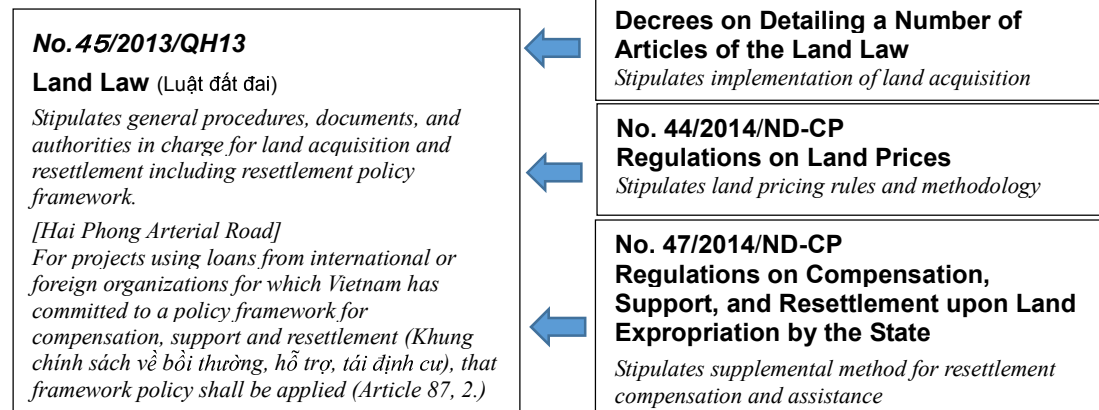 No.45/2013/QH13
Land Law (Luật đất đai)
Stipulates general procedures, documents, and
authorities in charge for land acquisition and
resettlement including resettlement policy
framework.
[Hai Phong Arterial Road]
For projects using loans from international or
foreign organizations for which Vietnam has
committed to a policy framework for
compensation, support and resettlement (Khung
chính sách về bồi thường, hỗ trợ, tái định cư), that
framework policy shall be applied (Article 87, 2.)
Decrees on Detailing a Number of
Articles of the Land Law
Stipulates implementation of land acquisition
No. 44/2014/ND-CP
Regulations on Land Prices
Stipulates land pricing rules and methodology
No. 47/2014/ND-CP
Regulations on Compensation,
Support, and Resettlement upon Land
Expropriation by the State
Stipulates supplemental method for resettlement
compensation and assistance